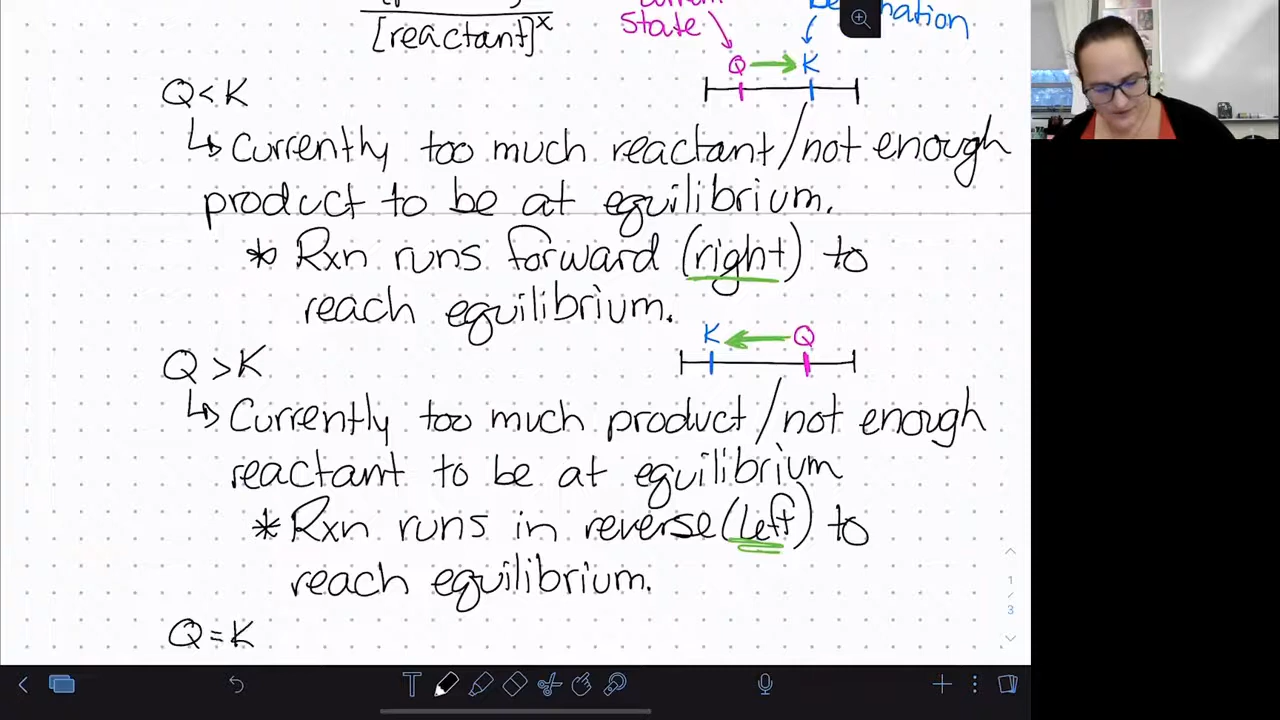 [reactant]^x
State
Q K
Q < K
↳ Currently too much reactant/not enough
product to be at equilibrium.
* Rxn runs forward (right) to
reach equilibrium.
K Q
Q > K
↳ Currently too much product/not enough
reactant to be at equilibrium
* Rxn runs in reverse (left) to
reach equilibrium.
Q = K
1
/
3
T